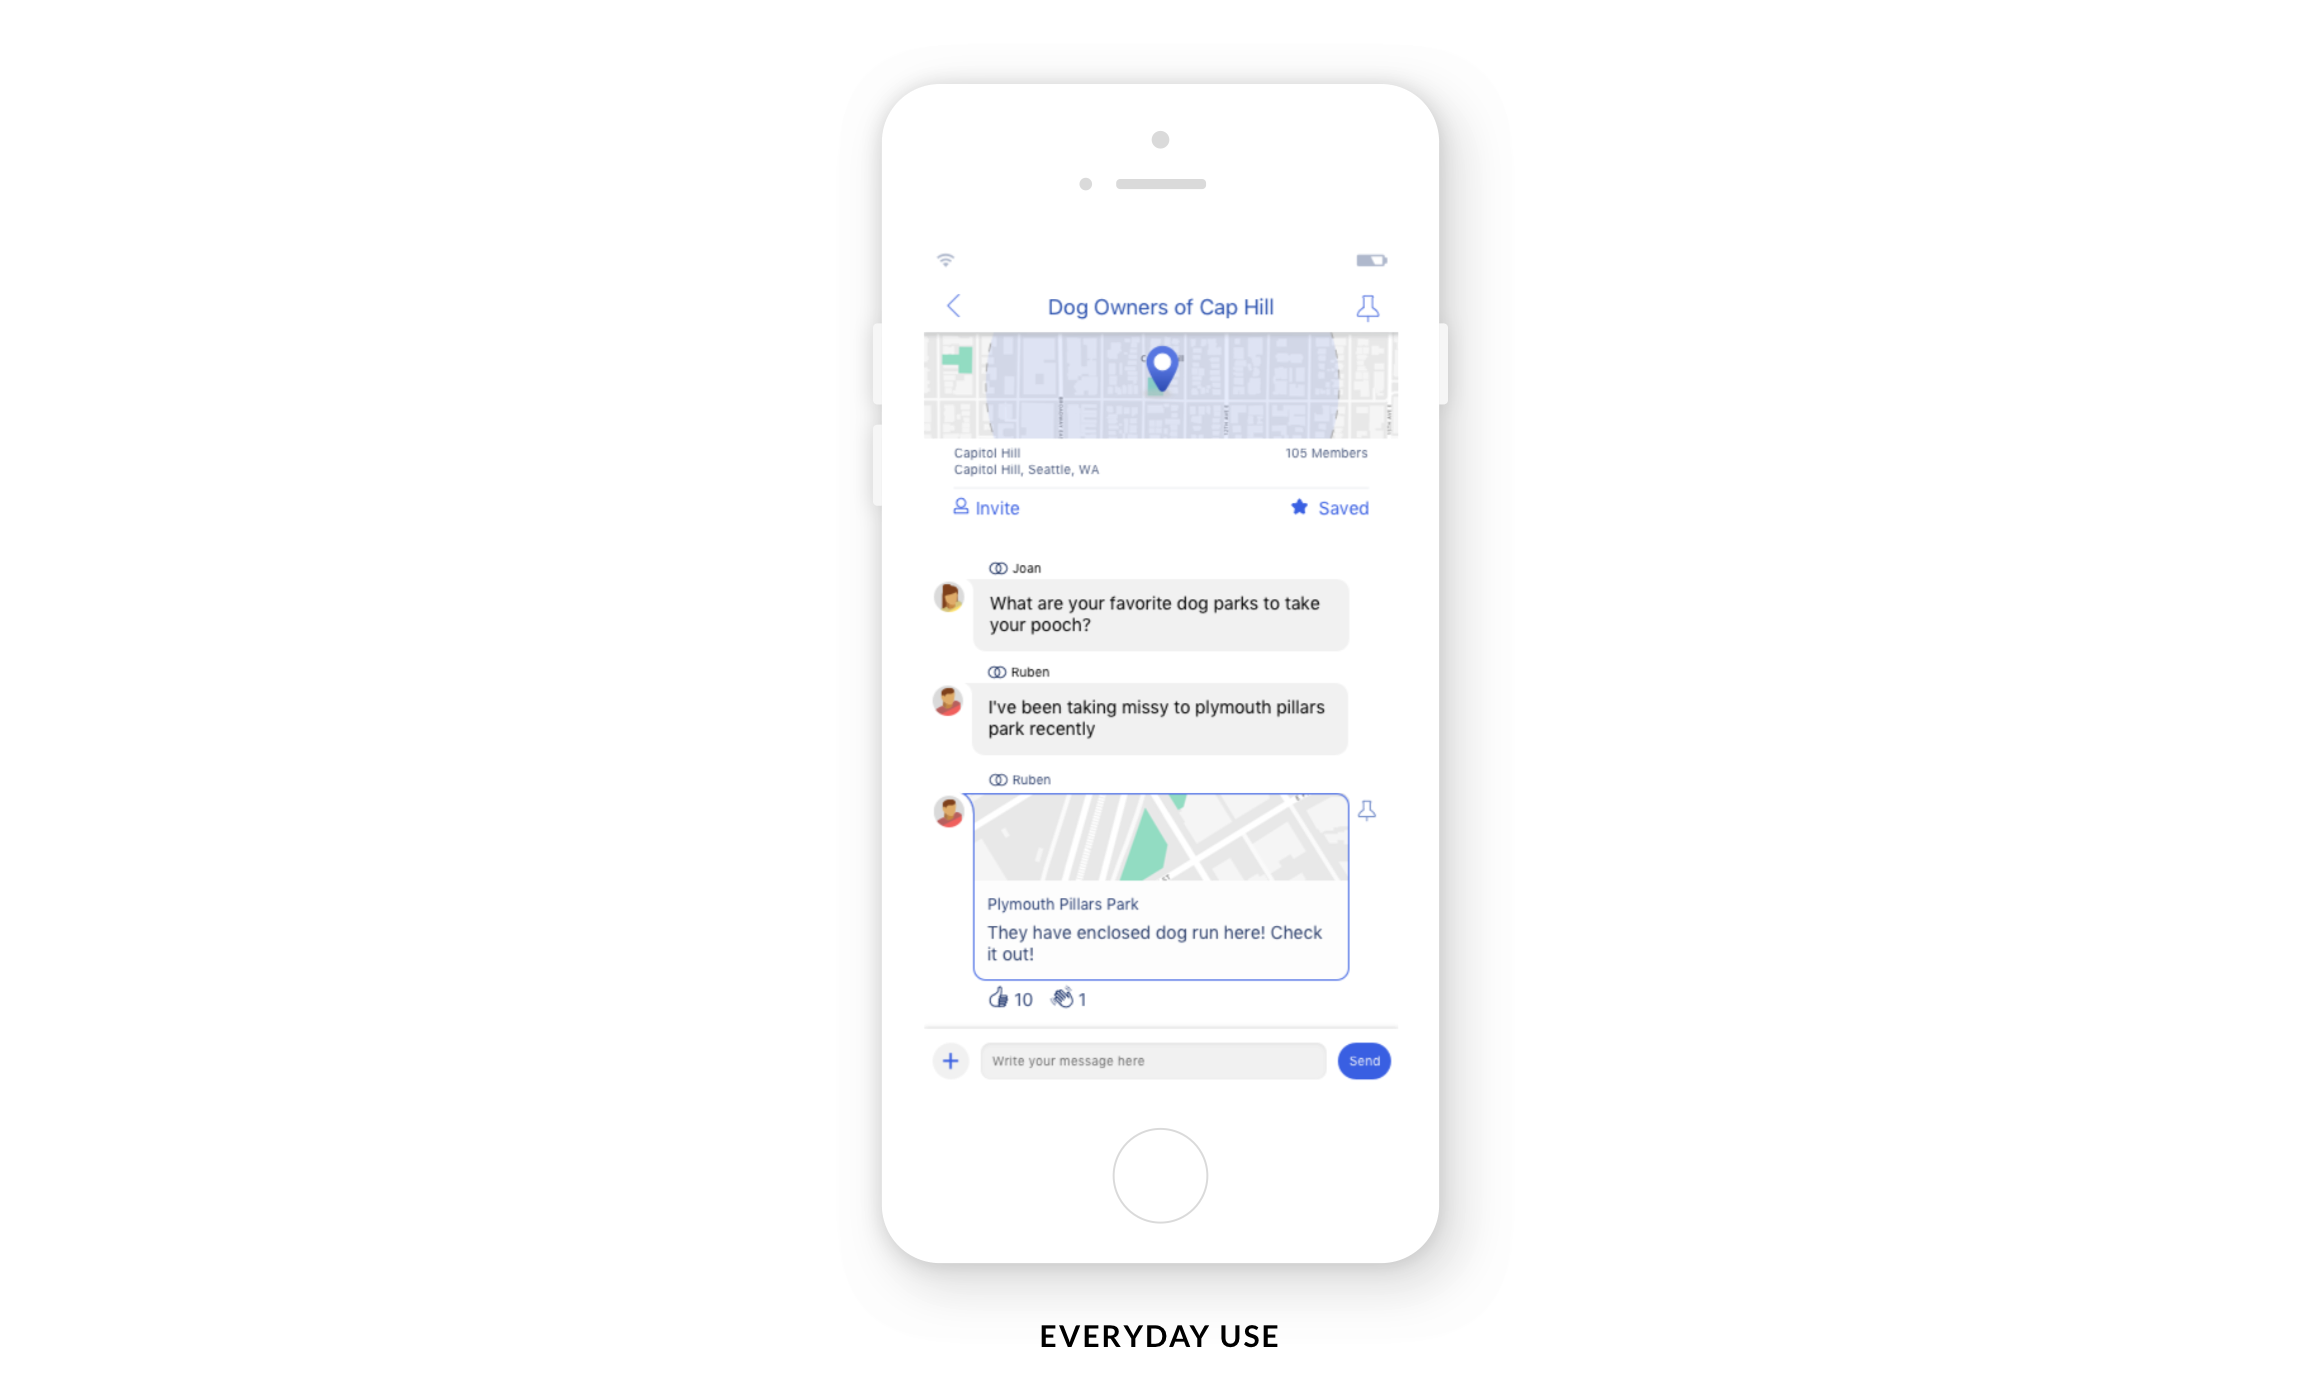 Dog Owners of Cap Hill
Capitol Hill
105 Members
Capitol Hill, Seattle, WA
Invite
Saved
Joan
What are your favorite dog parks to take
your pooch?
Ruben
I've been taking missy to plymouth pillars
park recently
Ruben
Plymouth Pillars Park
They have enclosed dog run here! Check
it out!
10
1
Write your message here
Send
EVERYDAY USE